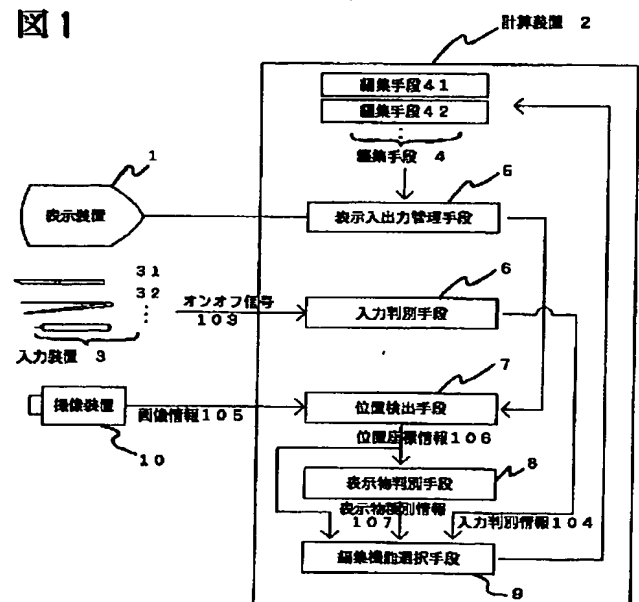 図1
計算装置 2
編集手段41
編集手段42
編集手段 4
1
表示装置
5
表示入出力管理手段
31
32
オンオフ信号
103
6
入力判別手段
入力装置 3
7
撮像装置
画像情報105
位置検出手段
10
位置座標情報106
8
表示物判別手段
表示物種別情報
107
入力判別情報104
編集機能選択手段
9